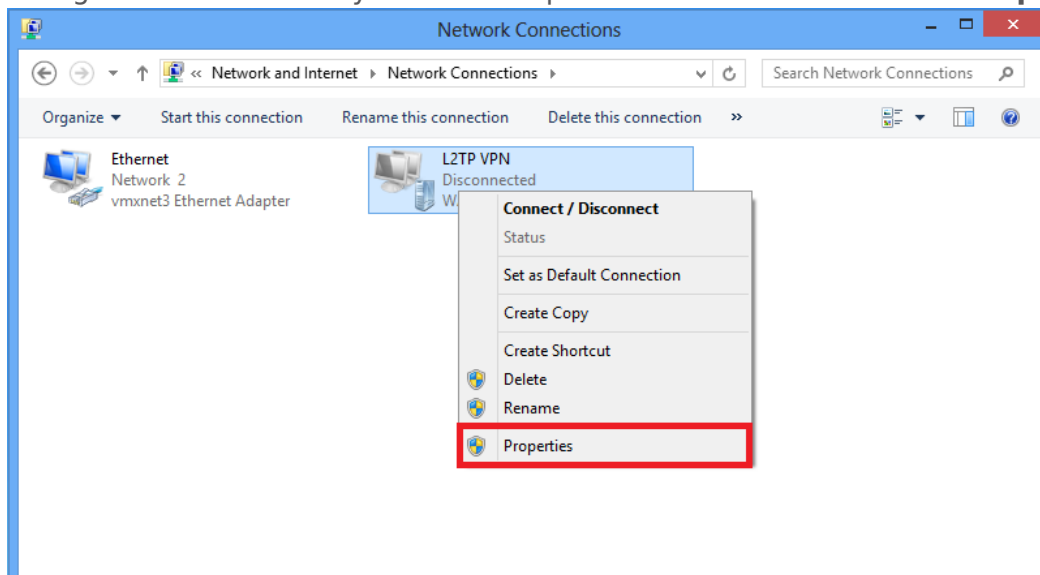 Network Connections
« Network and Internet Network Connections
Search Network Connections
Organize Start this connection Rename this connection Delete this connection »
Ethernet
Network 2
vmxnet3 Ethernet Adapter
L2TP VPN
Disconnected
Connect / Disconnect
Status
Set as Default Connection
Create Copy
Create Shortcut
Delete
Rename
Properties